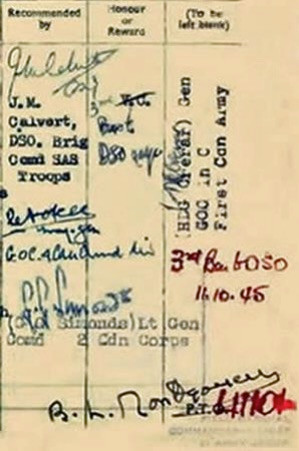 Recommended by
Honour or Reward
(To be left blank)
J.M.
Calvert,
DSO. Brig
Comd SAS
Troops
Bar to
DSO
(HDG Crerar) Gen
GOC in C
First Cdn Army
3rd Bar to DSO
11.10.45
G.O.C. 4 Cdn Armd Div
(G.G. Simonds) Lt Gen
Comd 2 Cdn Corps
B. L. Montgomery
P.T.O.